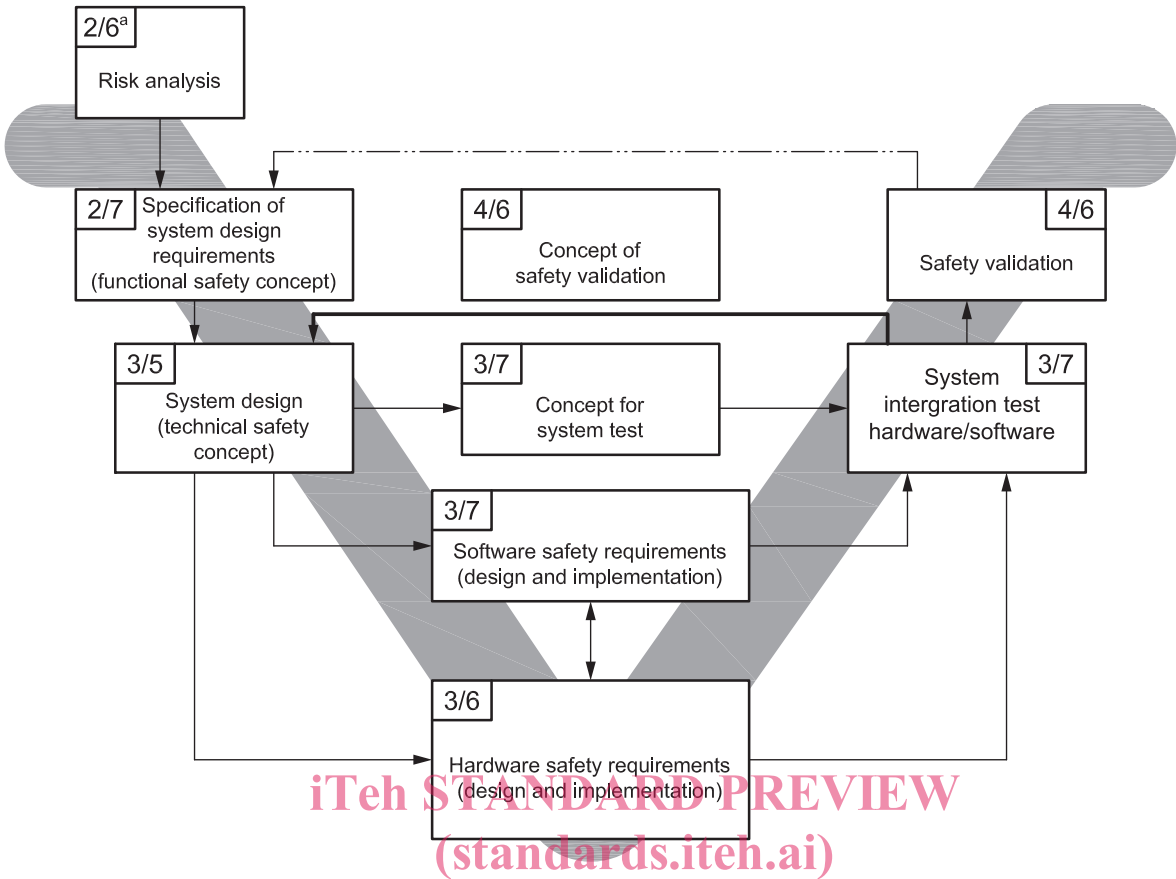 2/6a
Risk analysis
2/7
Specification of
system design
requirements
(functional safety concept)
4/6
Concept of
safety validation
4/6
Safety validation
3/5
System design
(technical safety
concept)
3/7
Concept for
system test
3/7
System
intergration test
hardware/software
3/7
Software safety requirements
(design and implementation)
3/6
Hardware safety requirements
(design and implementation)
iTeh STANDARD PREVIEW
(standards.iteh.ai)